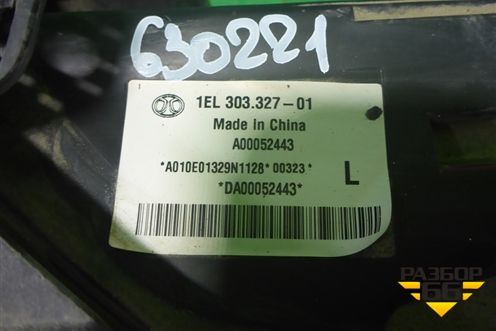 630221
1EL 303.327-01
Made in China
A00052443
*A010E01329N1128* 00323*
L
*DA00052443*
РАЗБОР
66